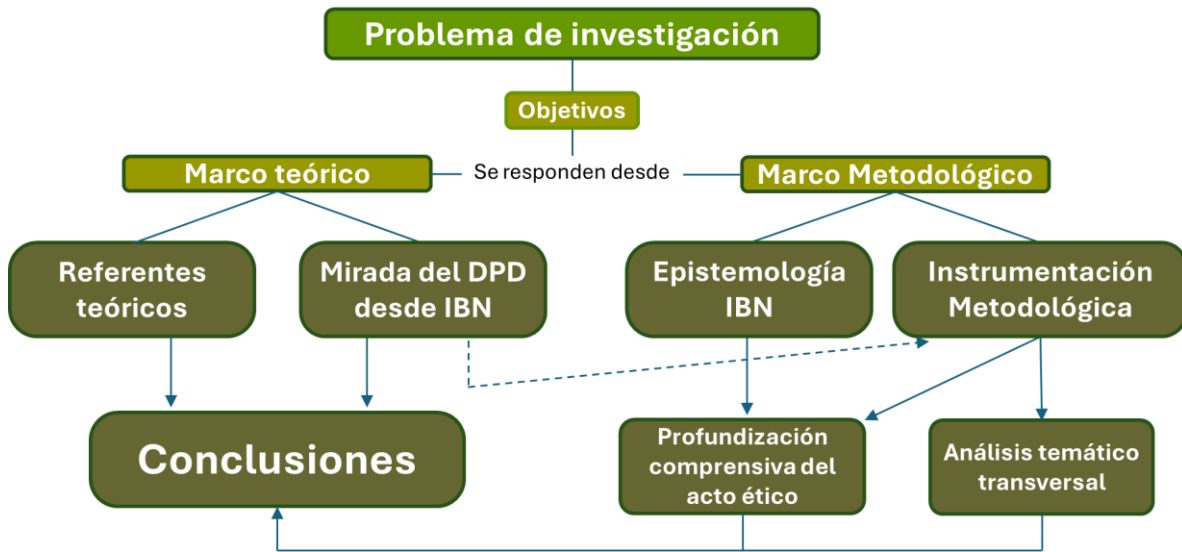 Problema de investigación
Objetivos
Marco teórico
Se responden desde
Marco Metodológico
Referentes
teóricos
Mirada del DPD
desde IBN
Epistemología
IBN
Instrumentación
Metodológica
Conclusiones
Profundización
comprensiva del
acto ético
Análisis temático
transversal